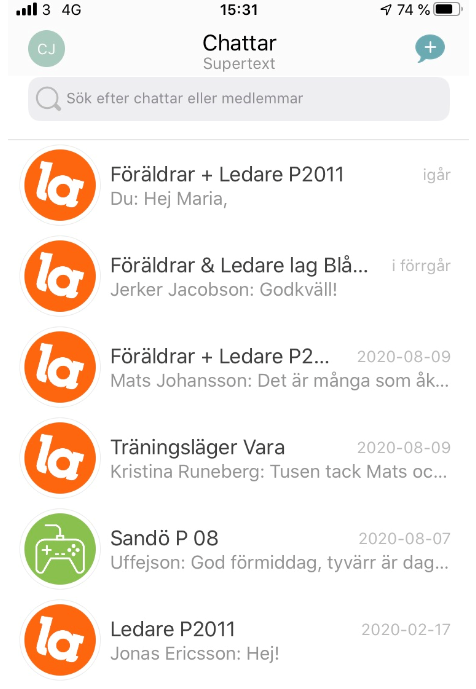 3 4G 15:31 74 %
CJ
Chattar
Supertext
Sök efter chattar eller medlemmar
la
Föräldrar + Ledare P2011 igår
Du: Hej Maria,
la
Föräldrar & Ledare lag Blå... i förrgår
Jerker Jacobson: Godkväll!
la
Föräldrar + Ledare P2... 2020-08-09
Mats Johansson: Det är många som åk...
la
Träningsläger Vara 2020-08-09
Kristina Runeberg: Tusen tack Mats oc...
Sandö P 08 2020-08-07
Uffejson: God förmiddag, tyvärr är dag...
la
Ledare P2011 2020-02-17
Jonas Ericsson: Hej!